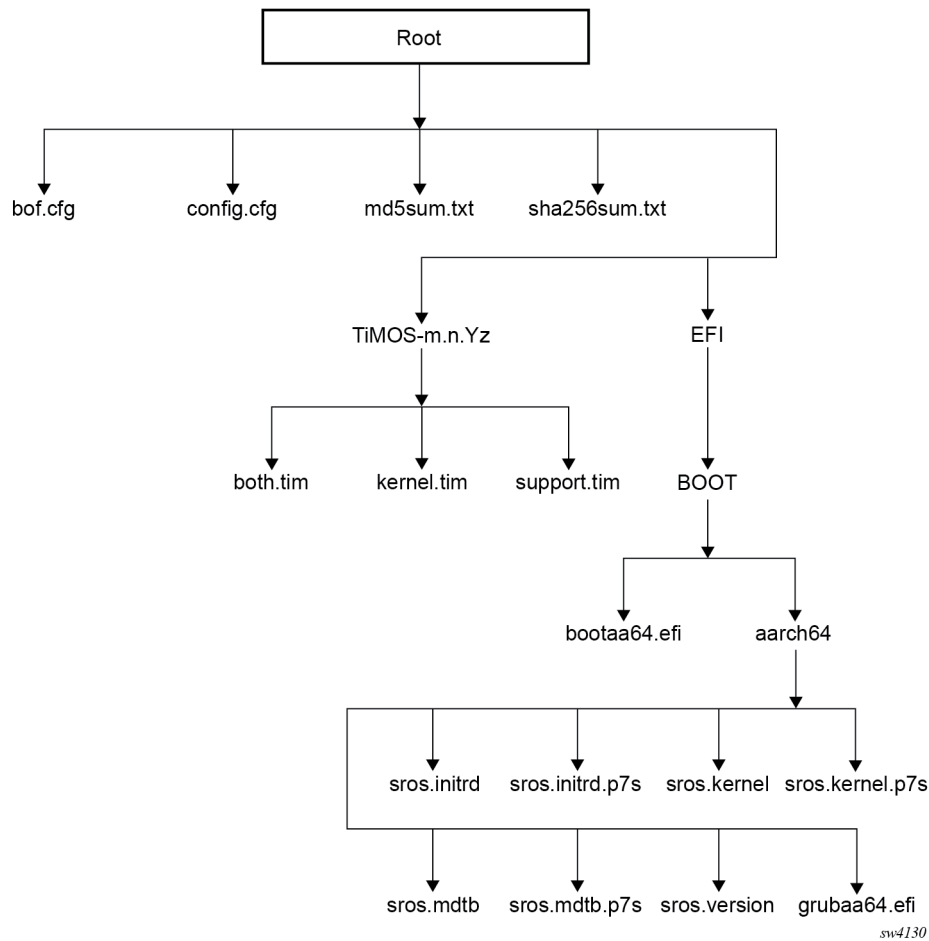 Root
bof.cfg config.cfg md5sum.txt sha256sum.txt
TiMOS-m.n.Yz EFI
both.tim kernel.tim support.tim BOOT
bootaa64.efi aarch64
sros.initrd sros.initrd.p7s sros.kernel sros.kernel.p7s
sros.mdtb sros.mdtb.p7s sros.version grubaa64.efi
sw4130